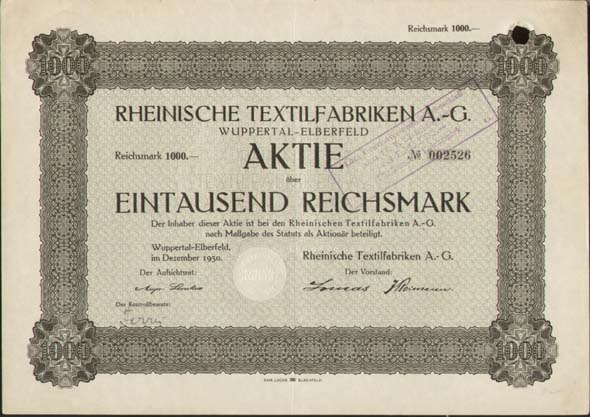 Reichsmark 1000.—
1000 1000
RHEINISCHE TEXTILFABRIKEN A.-G.
WUPPERTAL-ELBERFELD
Reichsmark 1000.— AKTIE № 002526
über
EINTAUSEND REICHSMARK
Der Inhaber dieser Aktie ist bei den Rheinischen Textilfabriken A.-G.
nach Maßgabe des Statuts als Aktionär beteiligt.
Wuppertal-Elberfeld,
im Dezember 1930.
Rheinische Textilfabriken A.-G.
Der Aufsichtsrat:
Der Vorstand:
Der Kontrollbeamte:
1000 1000
ELBERFELD